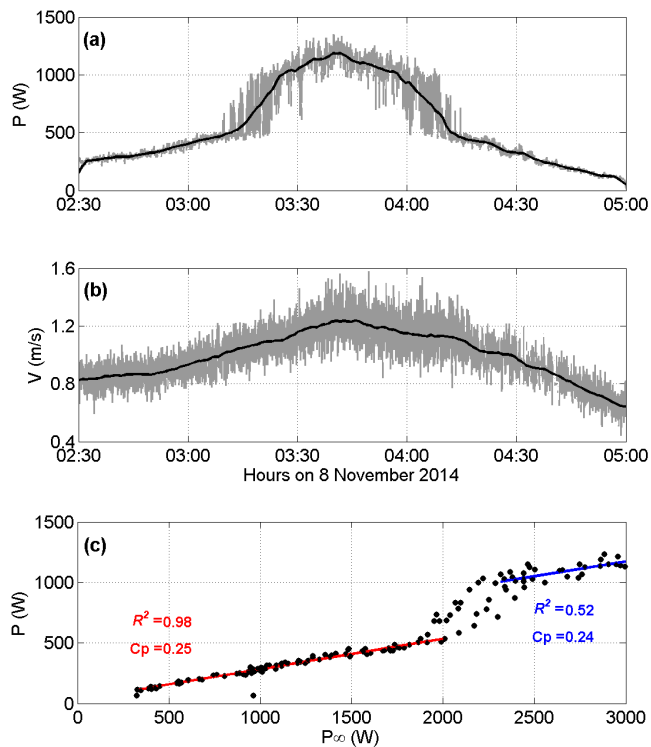 (a)
P (W)
1500
1000
500
0
02:30 03:00 03:30 04:00 04:30 05:00
(b)
V (m/s)
1.6
1.2
0.8
0.4
02:30 03:00 03:30 04:00 04:30 05:00
Hours on 8 November 2014
(c)
P (W)
1500
1000
500
0
R² =0.98
Cp =0.25
R² =0.52
Cp =0.24
0 500 1000 1500 2000 2500 3000
P∞ (W)